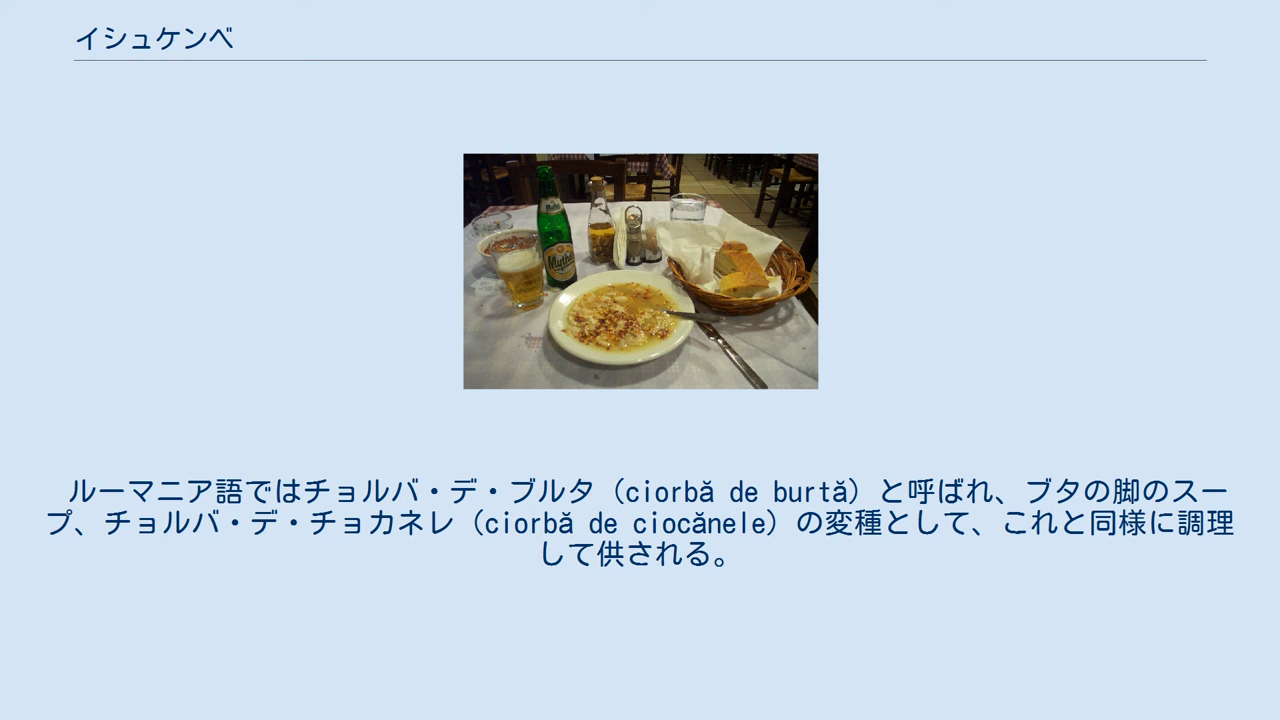 イシュケンベ
Mythos
ルーマニア語ではチョルバ・デ・ブルタ（ciorbă de burtă）と呼ばれ、ブタの脚のスー
プ、チョルバ・デ・チョカネレ（ciorbă de ciocănele）の変種として、これと同様に調理
して供される。